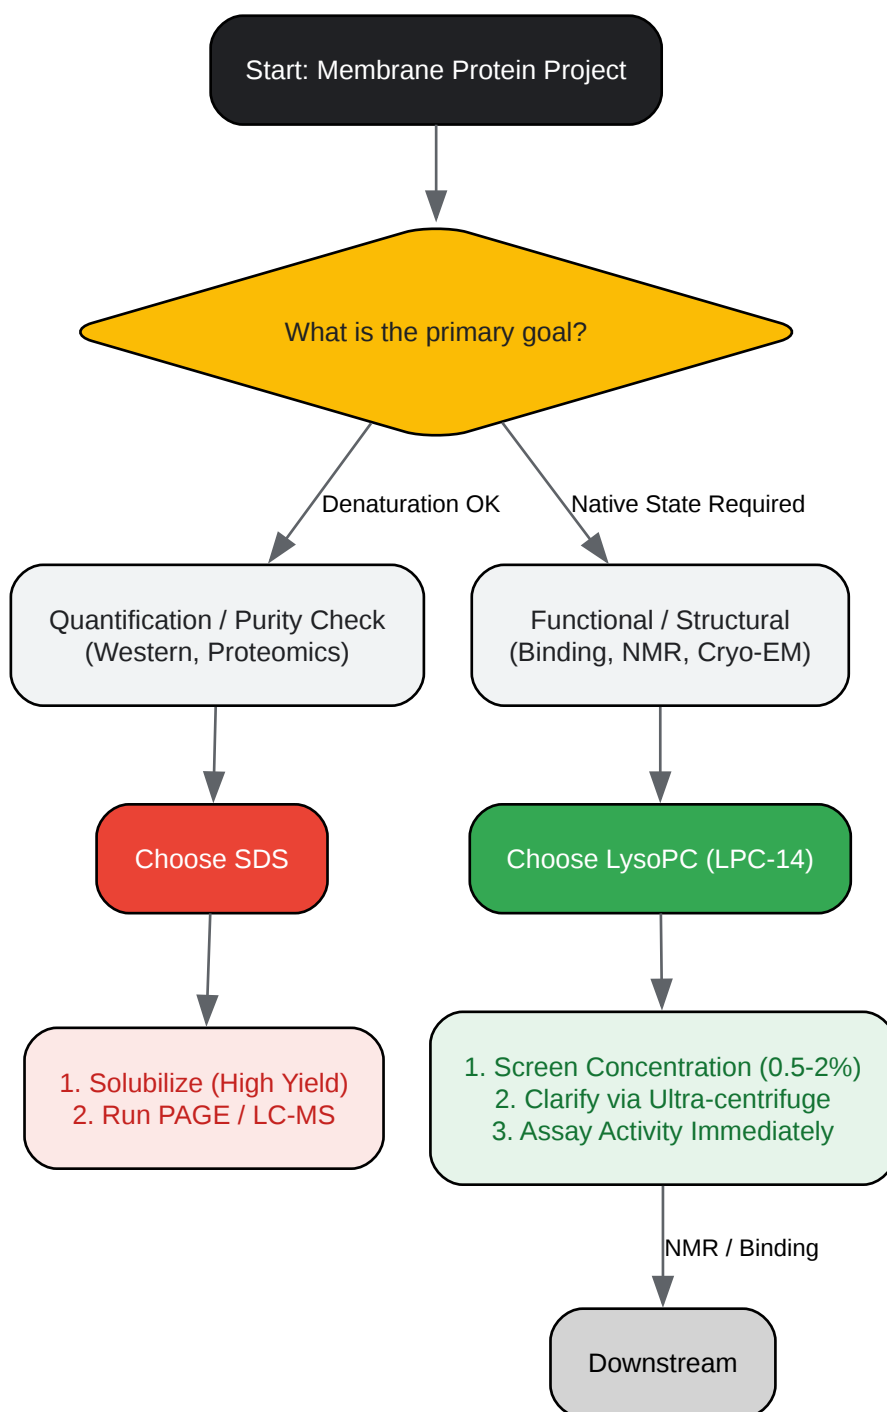 Start: Membrane Protein Project
What is the primary goal?
Denaturation OK
Native State Required
Quantification / Purity Check
(Western, Proteomics)
Functional / Structural
(Binding, NMR, Cryo-EM)
Choose SDS
Choose LysoPC (LPC-14)
1. Solubilize (High Yield)
2. Run PAGE / LC-MS
1. Screen Concentration (0.5-2%)
2. Clarify via Ultra-centrifuge
3. Assay Activity Immediately
NMR / Binding
Downstream